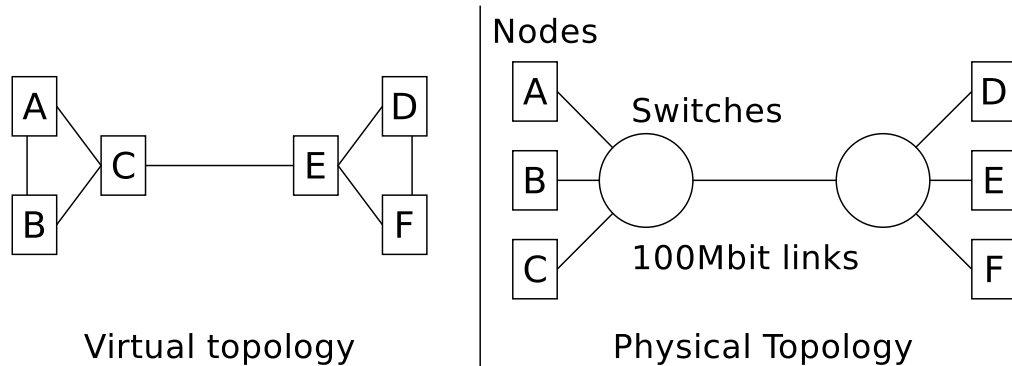 A
B
C
E
D
F
Virtual topology
Nodes
A
B
C
Switches
100Mbit links
D
E
F
Physical Topology